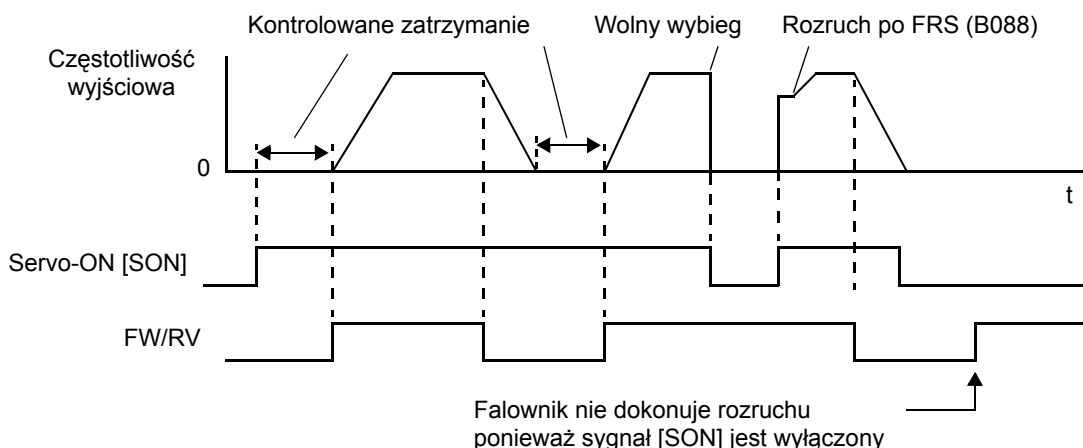 Kontrolowane zatrzymanie
Wolny wybieg
Rozruch po FRS (B088)
Częstotliwość
wyjściowa
0
t
Servo-ON [SON]
FW/RV
Falownik nie dokonuje rozruchu
ponieważ sygnał [SON] jest wyłączony